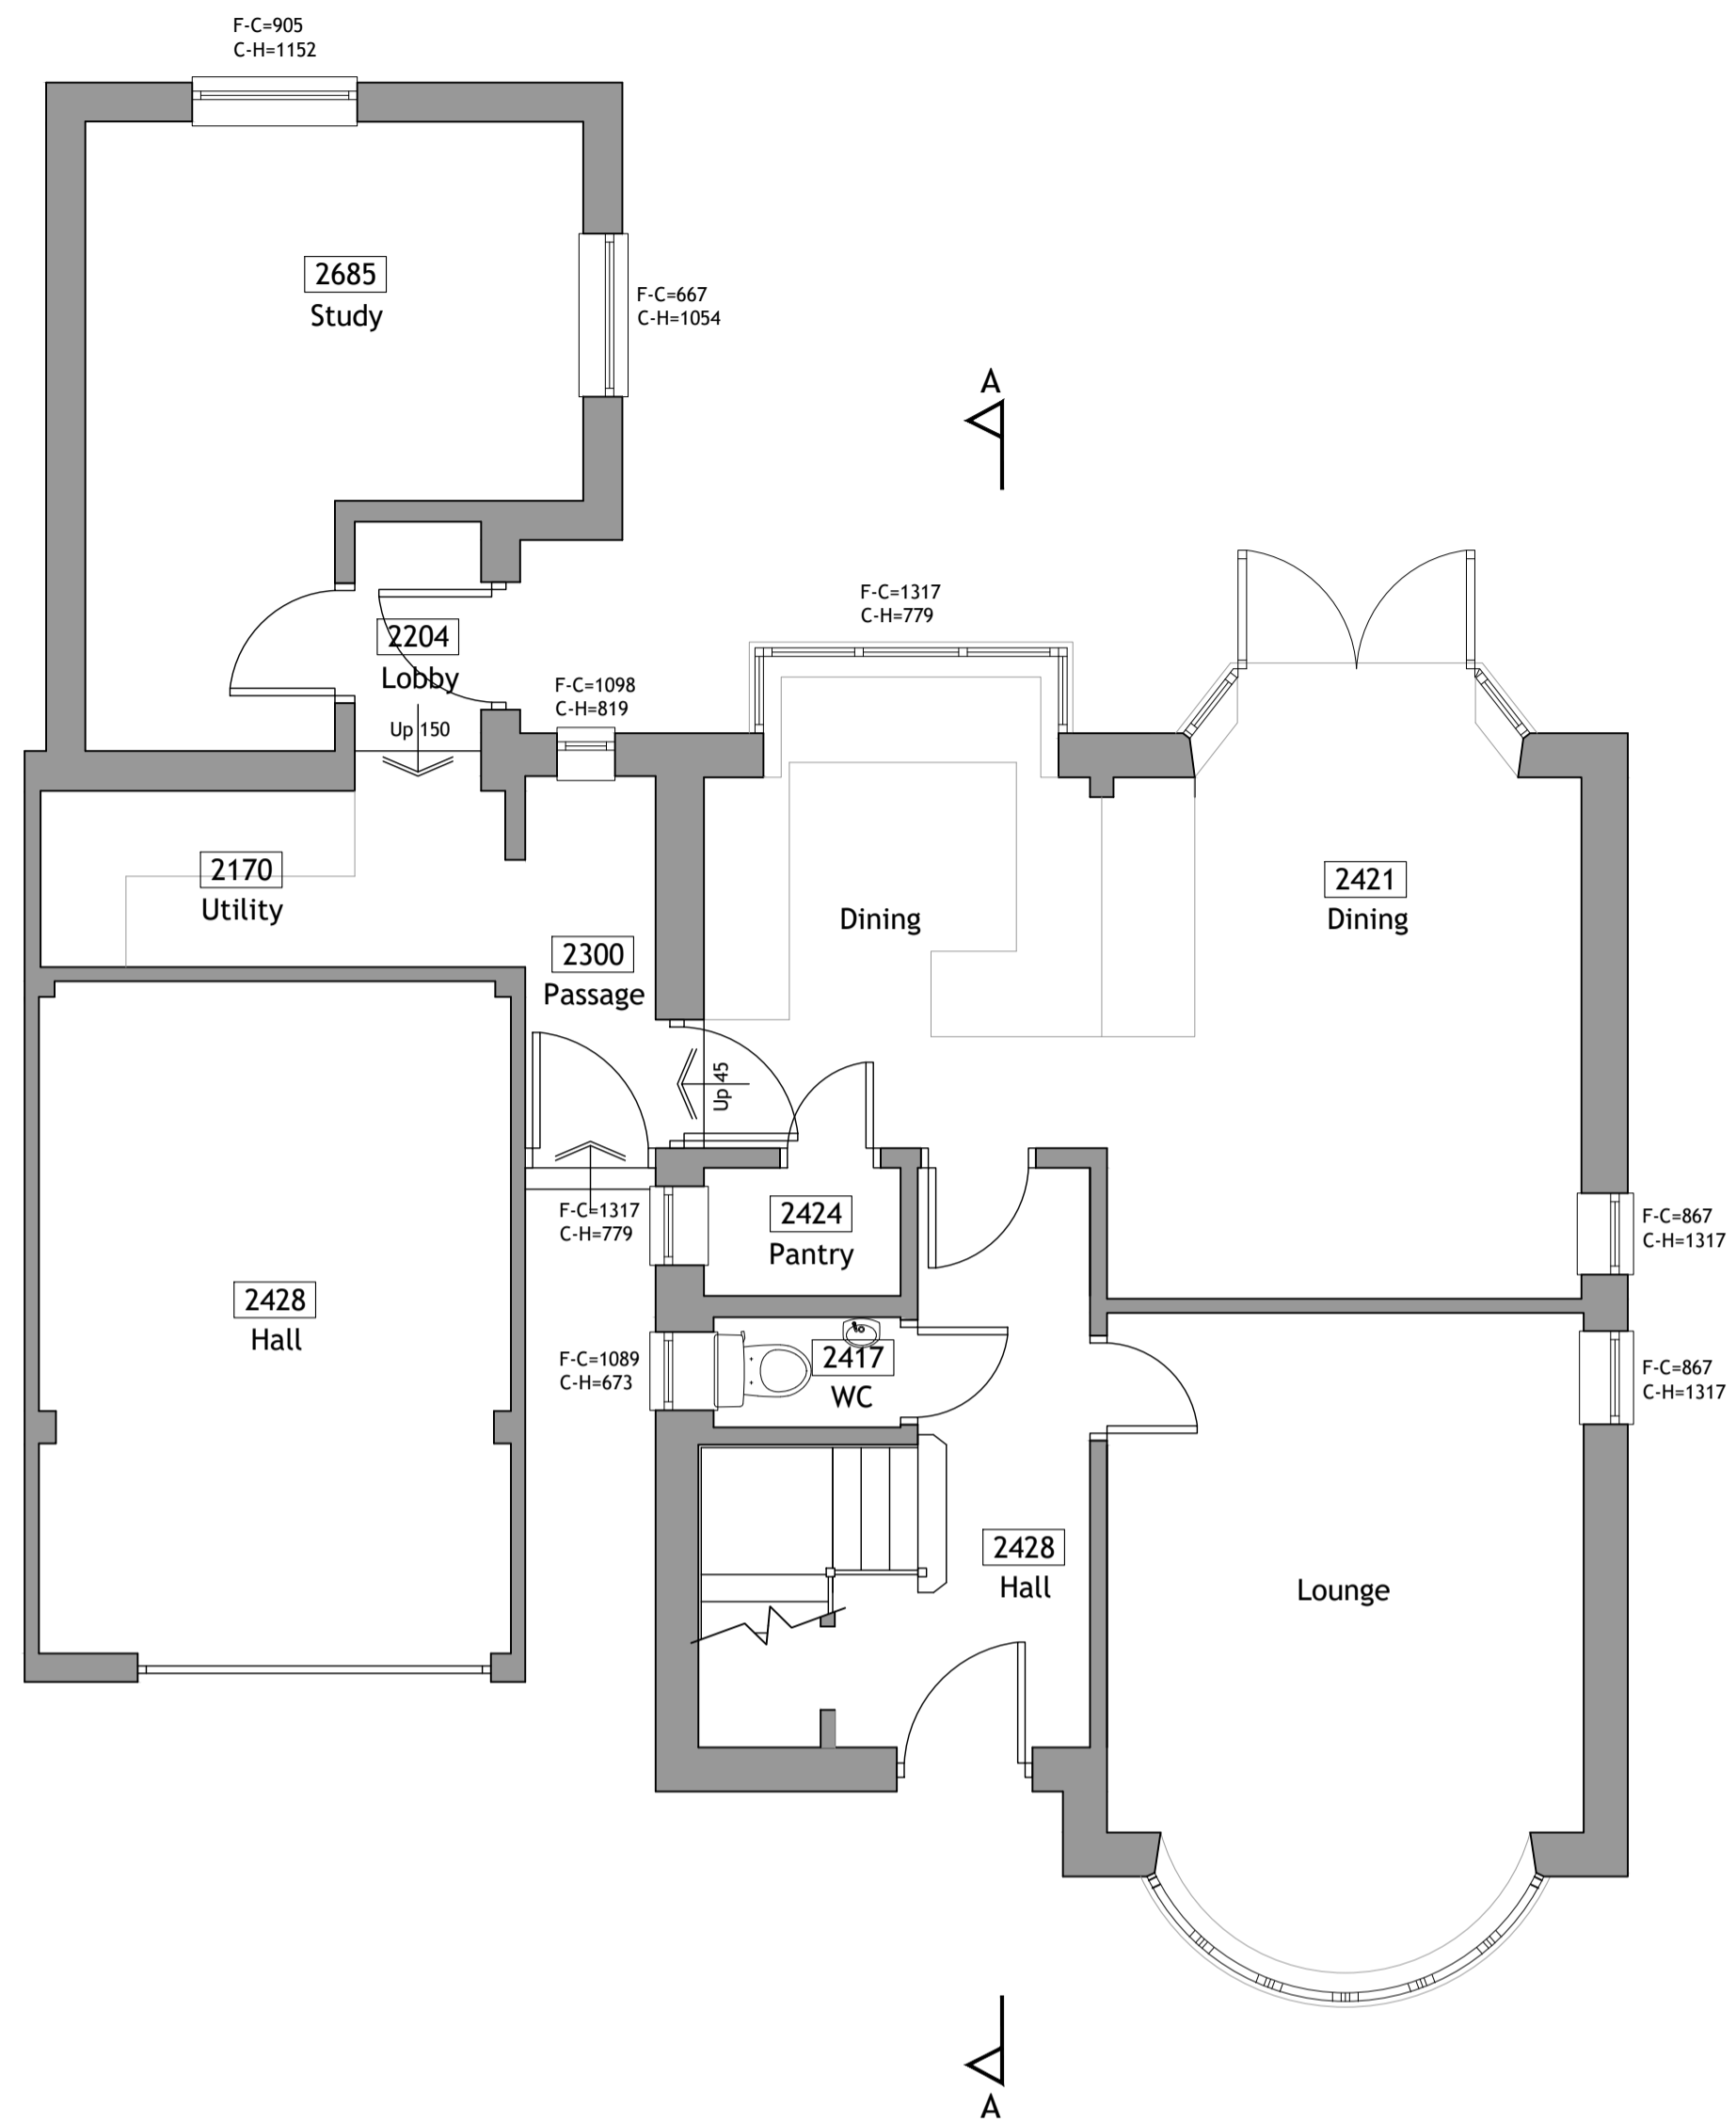 F-C=905
C-H=1152
2685
Study
F-C=667
C-H=1054
A
F-C=1317
C-H=779
2204
Lobby
F-C=1098
C-H=819
Up 150
2170
Utility
2300
Passage
Dining
2421
Dining
Up 45
F-C=1317
C-H=779
2424
Pantry
F-C=867
C-H=1317
2428
Hall
F-C=1089
C-H=673
2417
WC
F-C=867
C-H=1317
2428
Hall
Lounge
A